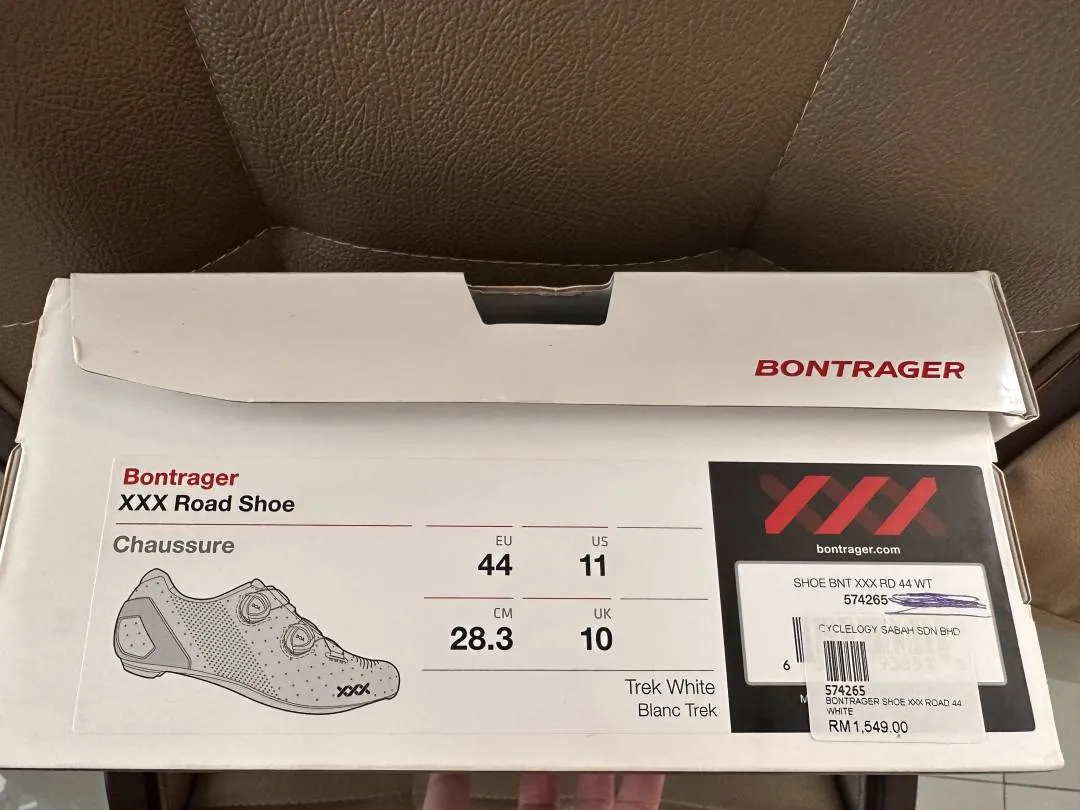 BONTRAGER
Bontrager
XXX Road Shoe
Chaussure
EU
44
US
11
CM
28.3
UK
10
XXX
Trek White
Blanc Trek
XXX
bontrager.com
SHOE BNT XXX RD 44 WT
574265
CYCLELOGY SABAH SDN BHD
6
574265
BONTRAGER SHOE XXX ROAD 44
WHITE
RM1,549.00